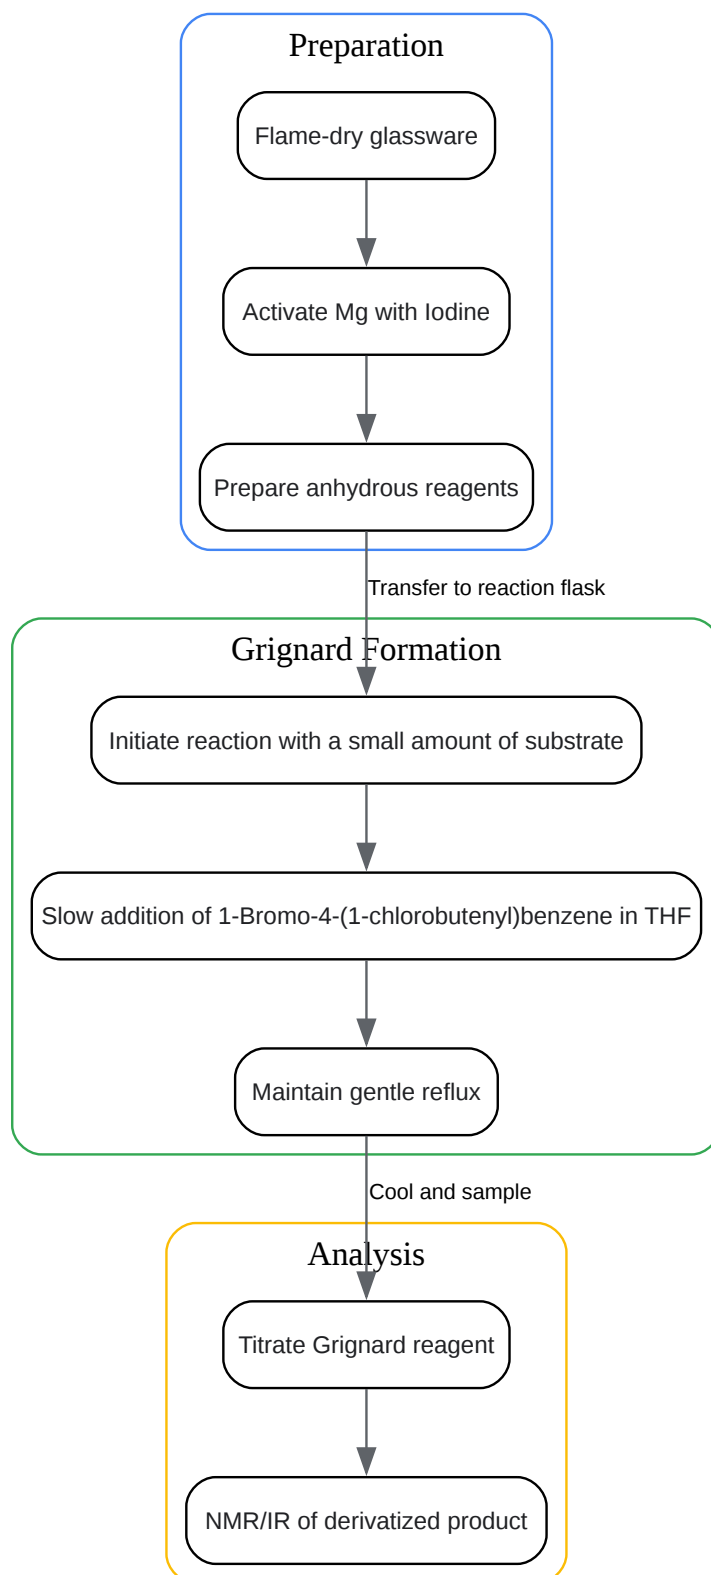 Preparation
Flame-dry glassware
Activate Mg with Iodine
Prepare anhydrous reagents
Transfer to reaction flask
Grignard Formation
Initiate reaction with a small amount of substrate
Slow addition of 1-Bromo-4-(1-chlorobutenyl)benzene in THF
Maintain gentle reflux
Cool and sample
Analysis
Titrate Grignard reagent
NMR/IR of derivatized product